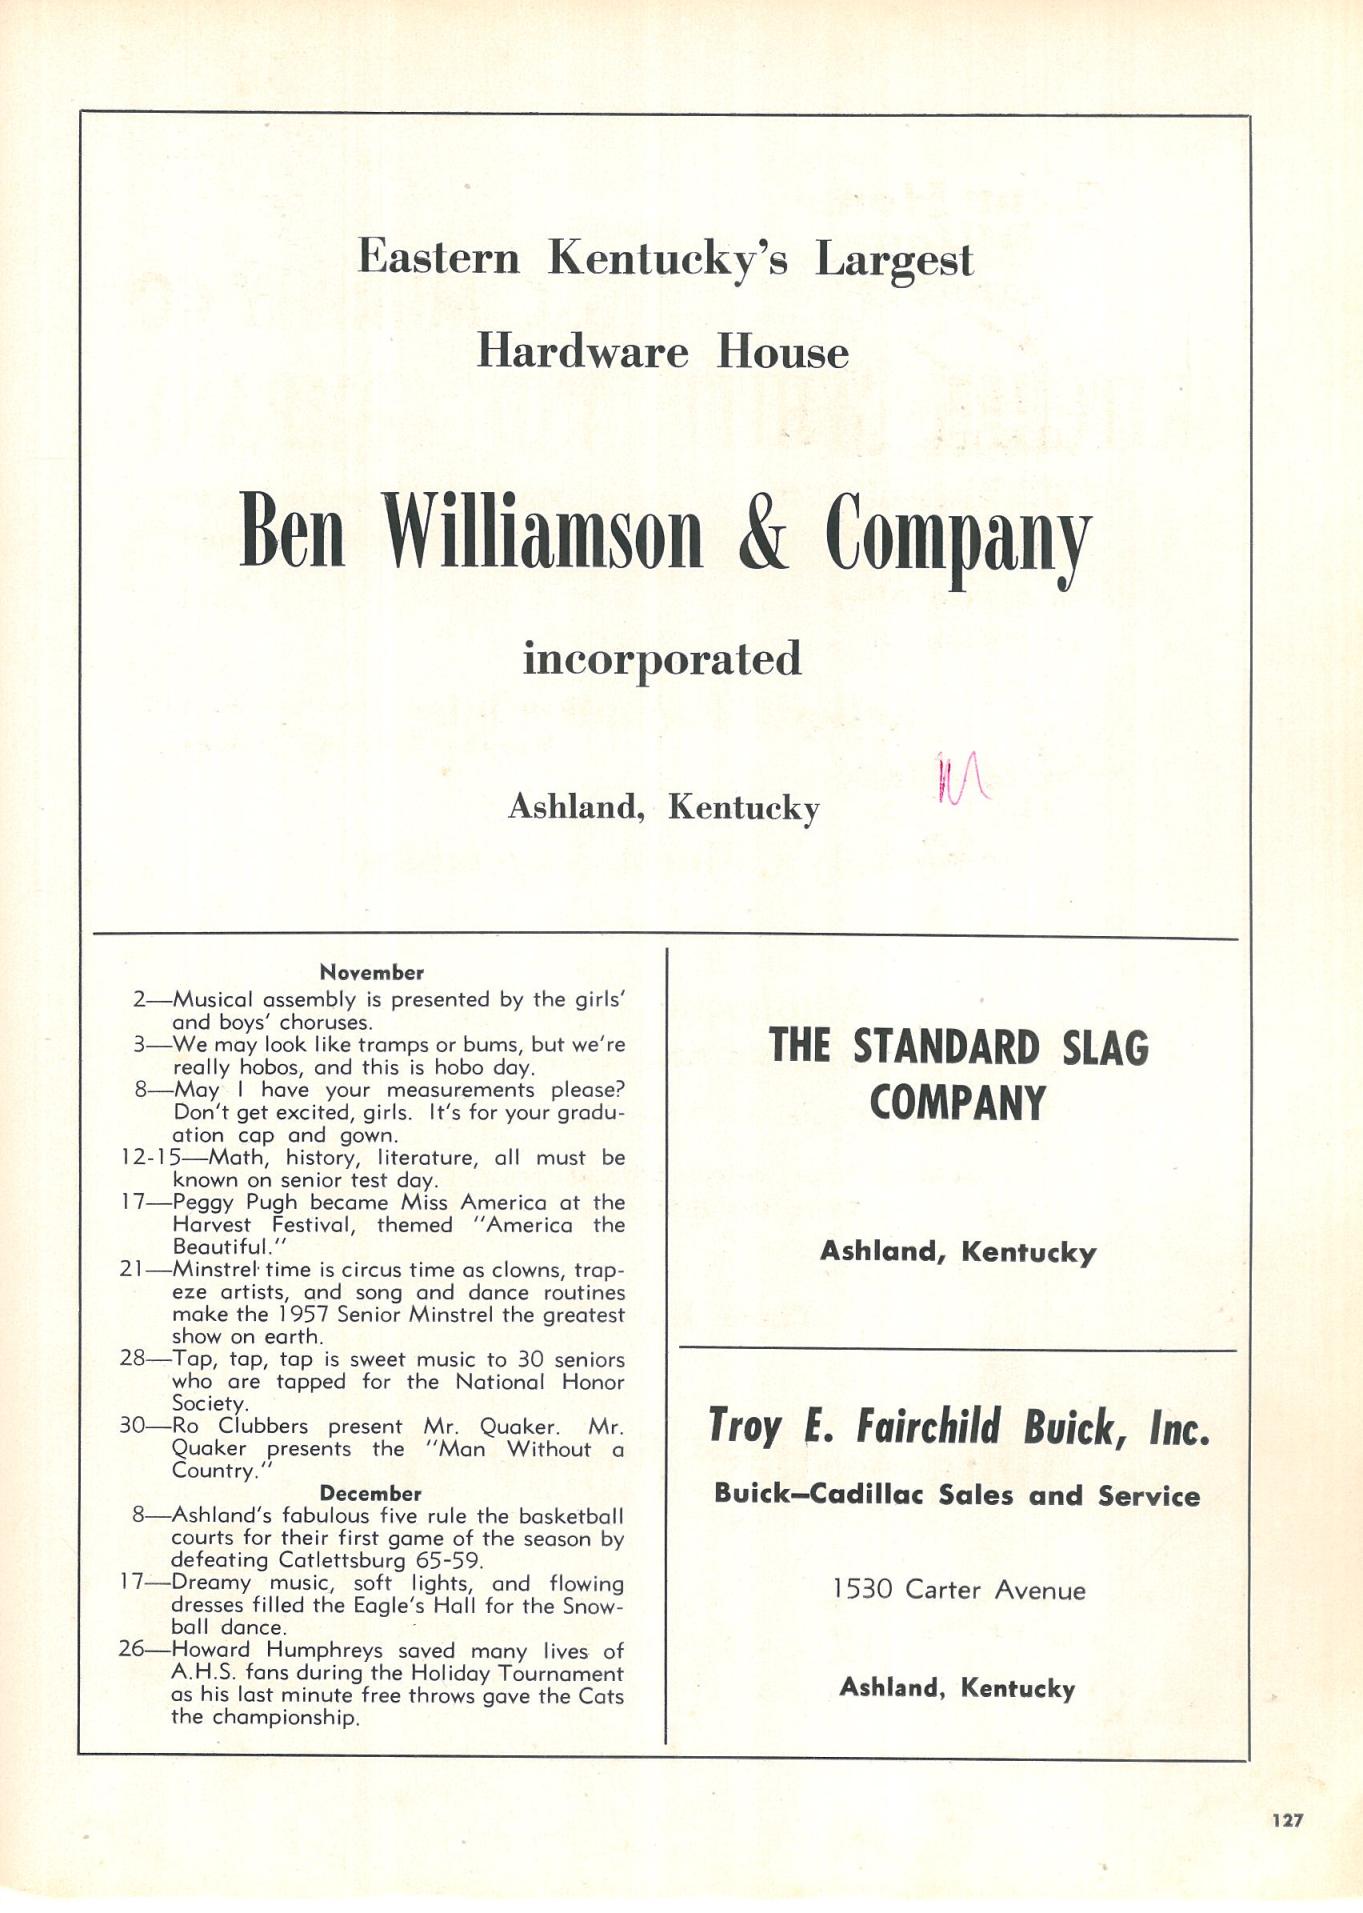 Eastern Kentucky's Largest
Hardware House
Ben Williamson & Company
incorporated
Ashland, Kentucky
November
2—Musical assembly is presented by the girls'
and boys' choruses.
3—We may look like tramps or bums, but we're
really hobos, and this is hobo day.
8—May I have your measurements please?
Don't get excited, girls. It's for your gradu-
ation cap and gown.
12-15—Math, history, literature, all must be
known on senior test day.
17—Peggy Pugh became Miss America at the
Harvest Festival, themed "America the
Beautiful."
21—Minstrel time is circus time as clowns, trap-
eze artists, and song and dance routines
make the 1957 Senior Minstrel the greatest
show on earth.
28—Tap, tap, tap is sweet music to 30 seniors
who are tapped for the National Honor
Society.
30—Ro Clubbers present Mr. Quaker. Mr.
Quaker presents the "Man Without a
Country."
December
8—Ashland's fabulous five rule the basketball
courts for their first game of the season by
defeating Catlettsburg 65-59.
17—Dreamy music, soft lights, and flowing
dresses filled the Eagle's Hall for the Snow-
ball dance.
26—Howard Humphreys saved many lives of
A.H.S. fans during the Holiday Tournament
as his last minute free throws gave the Cats
the championship.
THE STANDARD SLAG
COMPANY
Ashland, Kentucky
Troy E. Fairchild Buick, Inc.
Buick—Cadillac Sales and Service
1530 Carter Avenue
Ashland, Kentucky
127